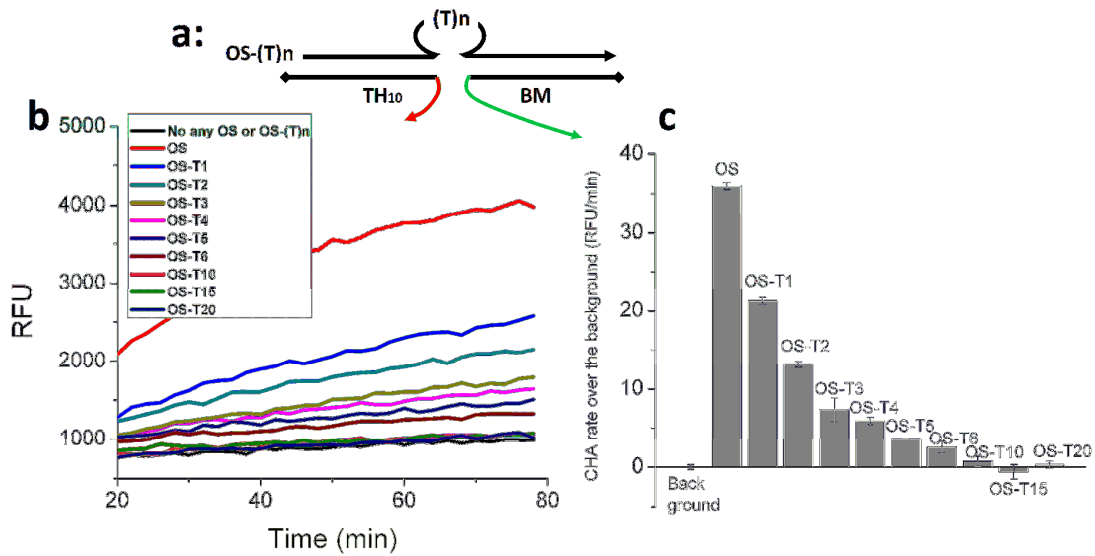 a:
(T)n
OS-(T)n
TH10
BM
b
5000
4000
3000
2000
1000
RFU
No any OS or OS-(T)n
OS
OS-T1
OS-T2
OS-T3
OS-T4
OS-T5
OS-T6
OS-T10
OS-T15
OS-T20
20
40
60
80
Time (min)
c
CHA rate over the background (RFU/min)
40
30
20
10
0
Back
ground
OS
OS-T1
OS-T2
OS-T3
OS-T4
OS-T5
OS-T6
OS-T10
OS-T15
OS-T20